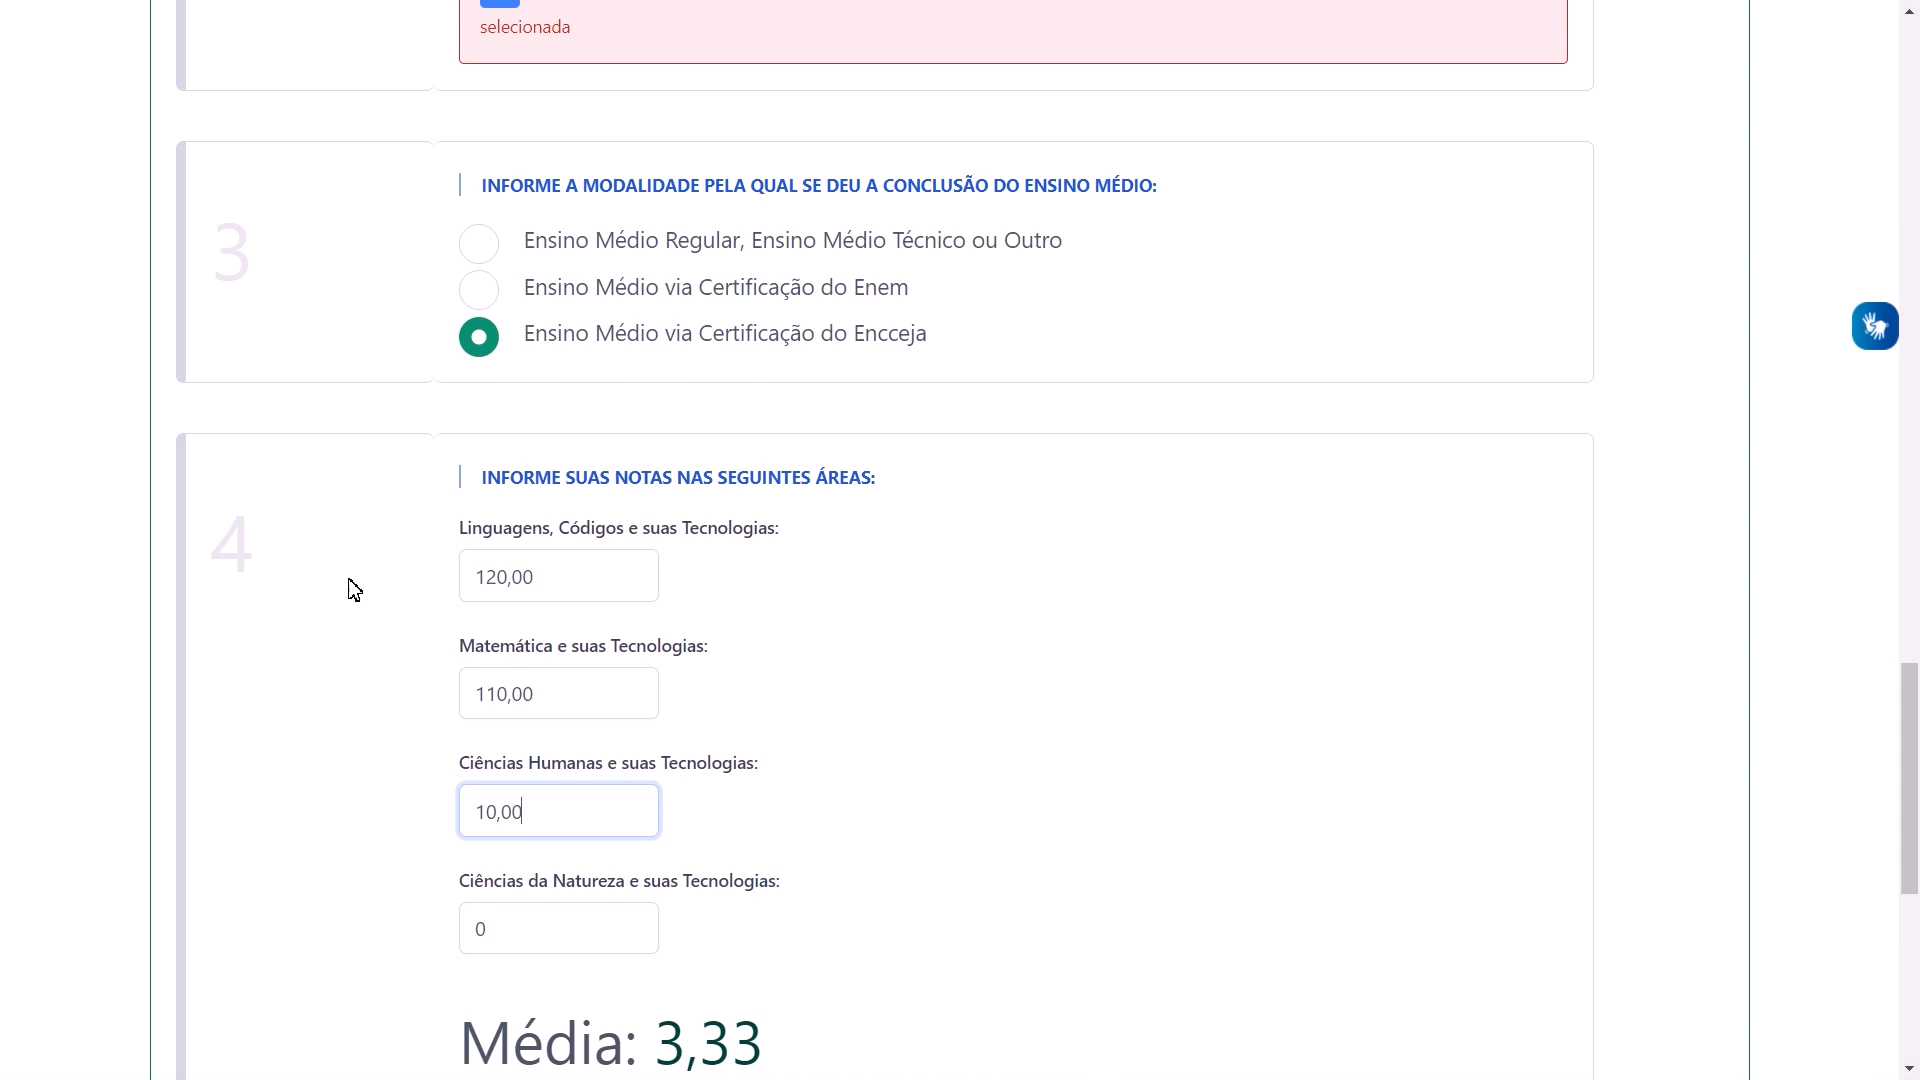 selecionada
3
INFORME A MODALIDADE PELA QUAL SE DEU A CONCLUSÃO DO ENSINO MÉDIO:
Ensino Médio Regular, Ensino Médio Técnico ou Outro
Ensino Médio via Certificação do Enem
Ensino Médio via Certificação do Encceja
4
INFORME SUAS NOTAS NAS SEGUINTES ÁREAS:
Linguagens, Códigos e suas Tecnologias:
120,00
Matemática e suas Tecnologias:
110,00
Ciências Humanas e suas Tecnologias:
10,00
Ciências da Natureza e suas Tecnologias:
0
Média: 3,33